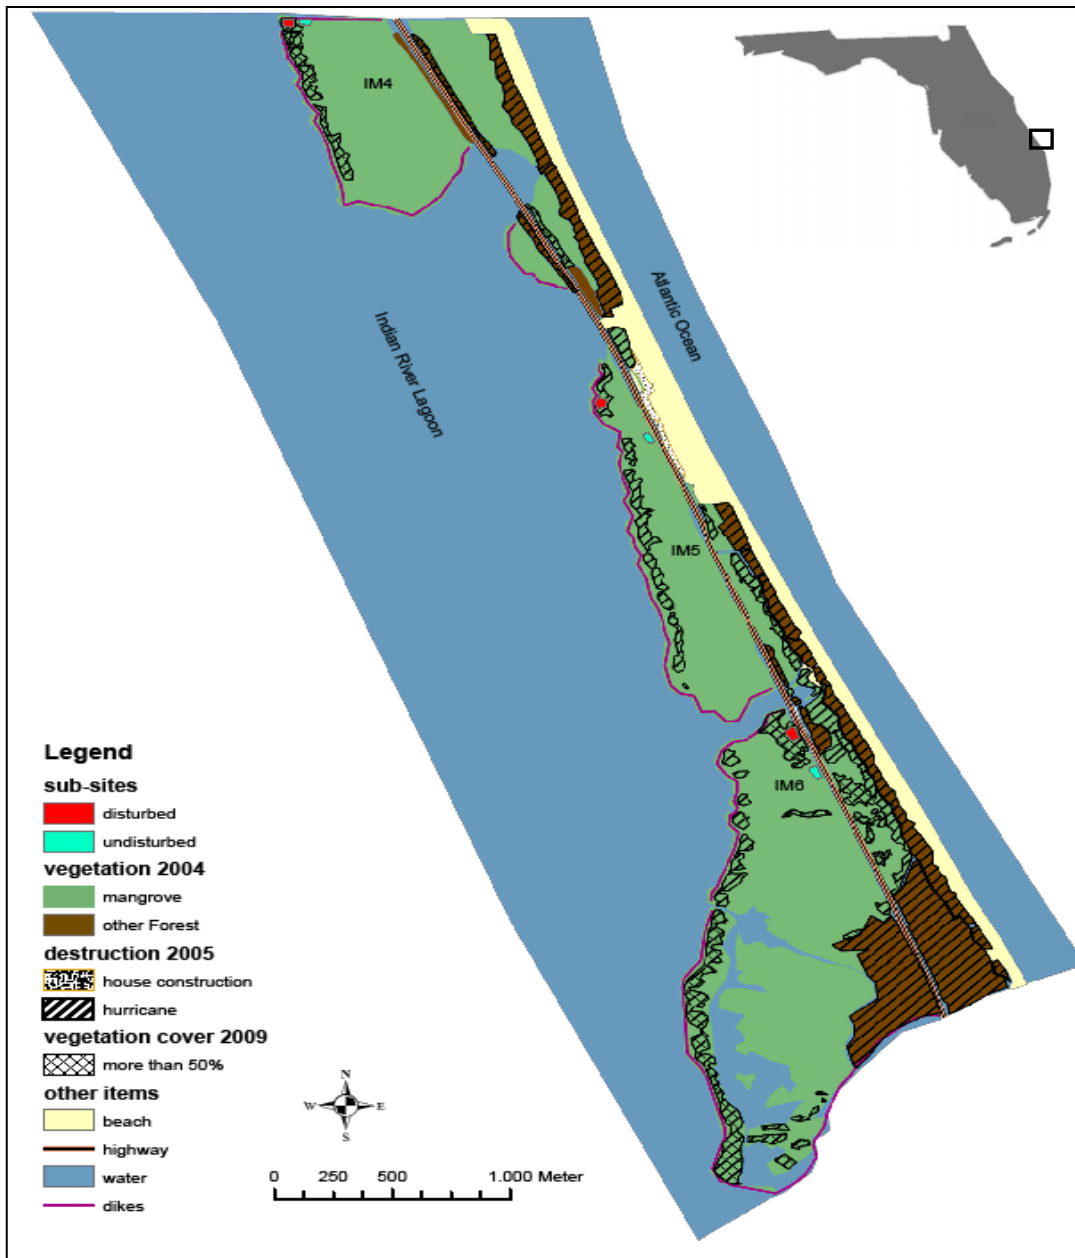 IM4
Atlantic Ocean
Indian River Lagoon
IM5
IM6
Legend
sub-sites
disturbed
undisturbed
vegetation 2004
mangrove
other Forest
destruction 2005
house construction
hurricane
vegetation cover 2009
more than 50%
other items
beach
highway
water
dikes
N
W E
S
0 250 500 1.000 Meter